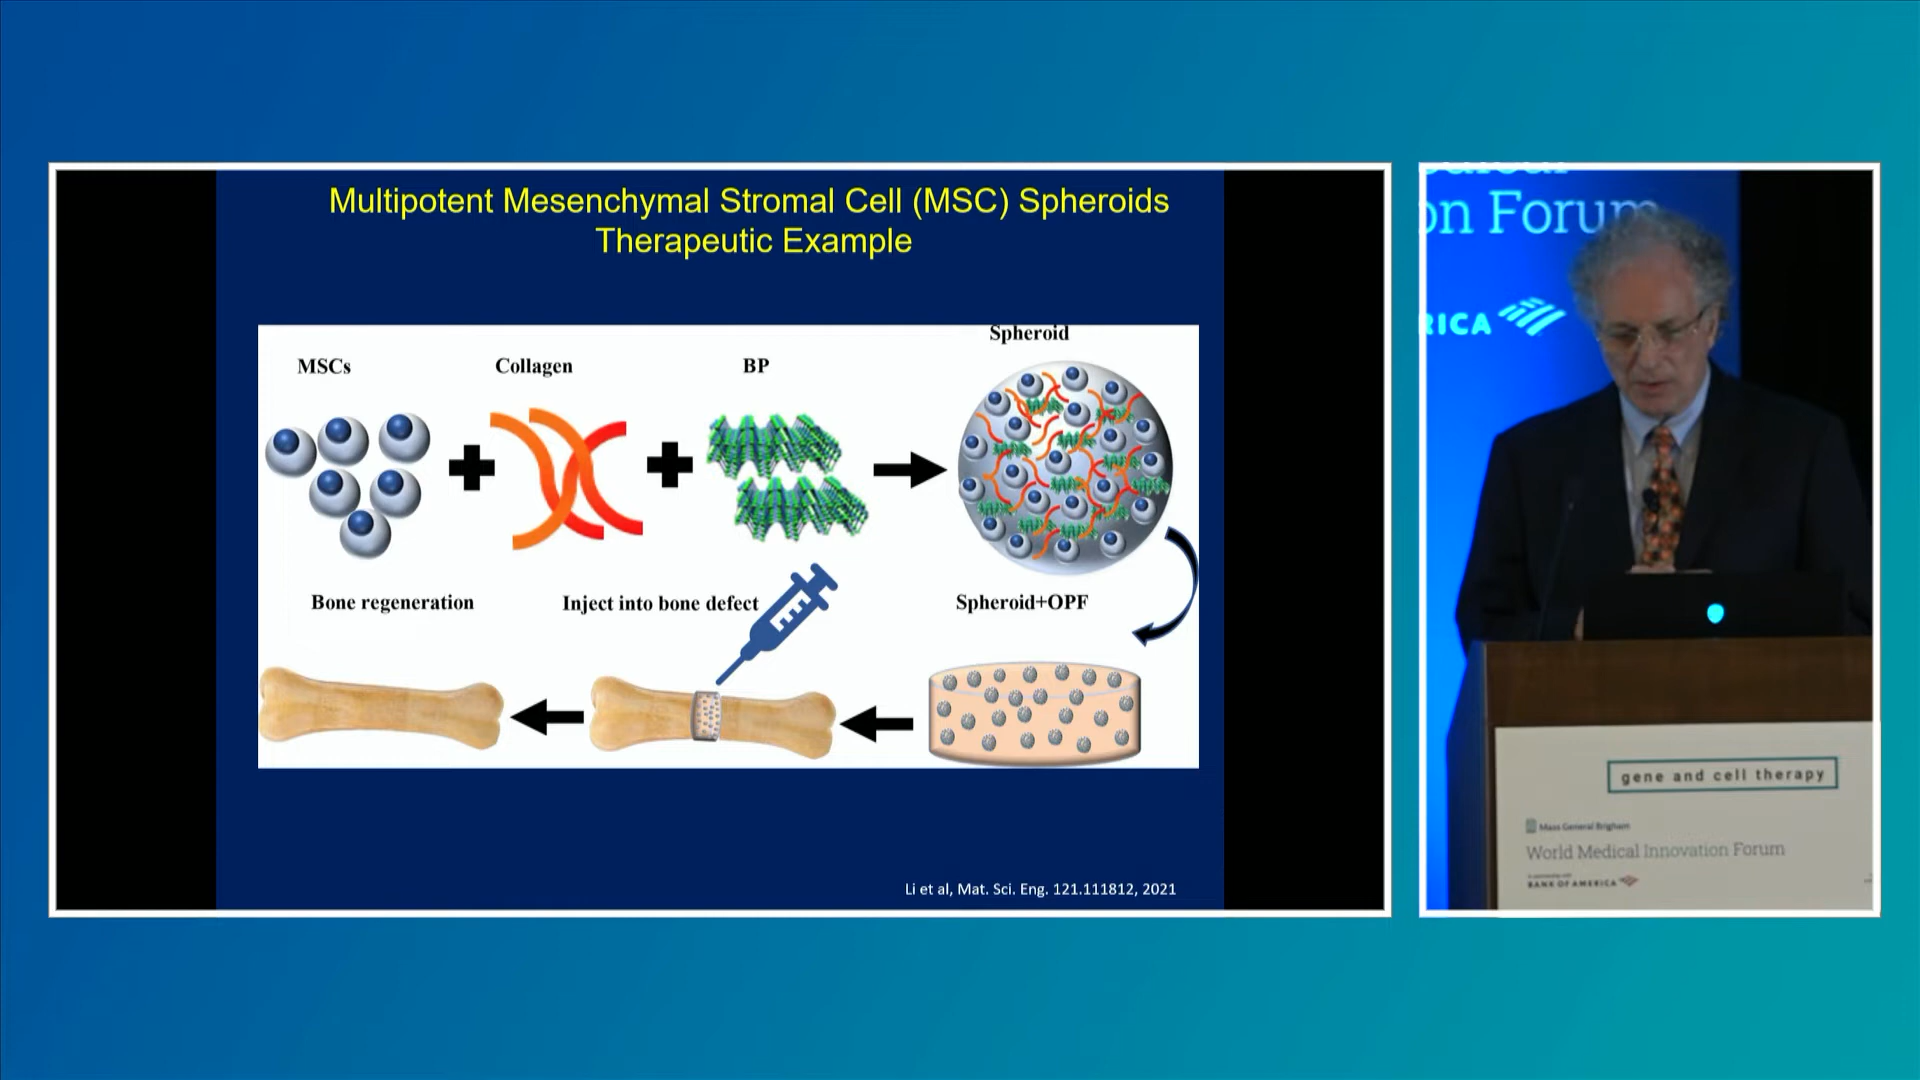 Multipotent Mesenchymal Stromal Cell (MSC) Spheroids
Therapeutic Example
Spheroid
MSCs
Collagen
BP
Bone regeneration
Inject into bone defect
Spheroid+OPF
Li et al, Mat. Sci. Eng. 121.111812, 2021
on Forum
RICA
gene and cell therapy
Mass General Brigham
World Medical Innovation Forum
BANK OF AMERICA